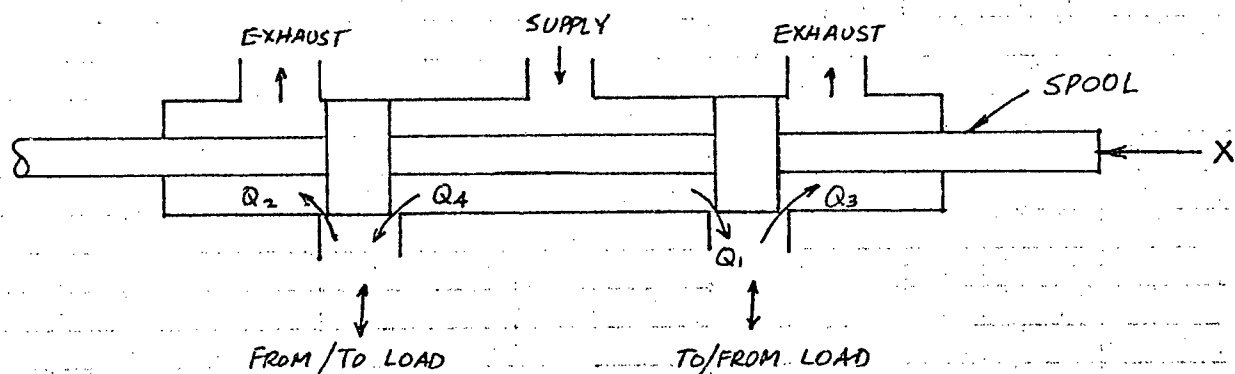 EXHAUST
SUPPLY
EXHAUST
SPOOL
X
Q₂
Q₄
Q₃
Q₁
FROM/TO LOAD
TO/FROM LOAD